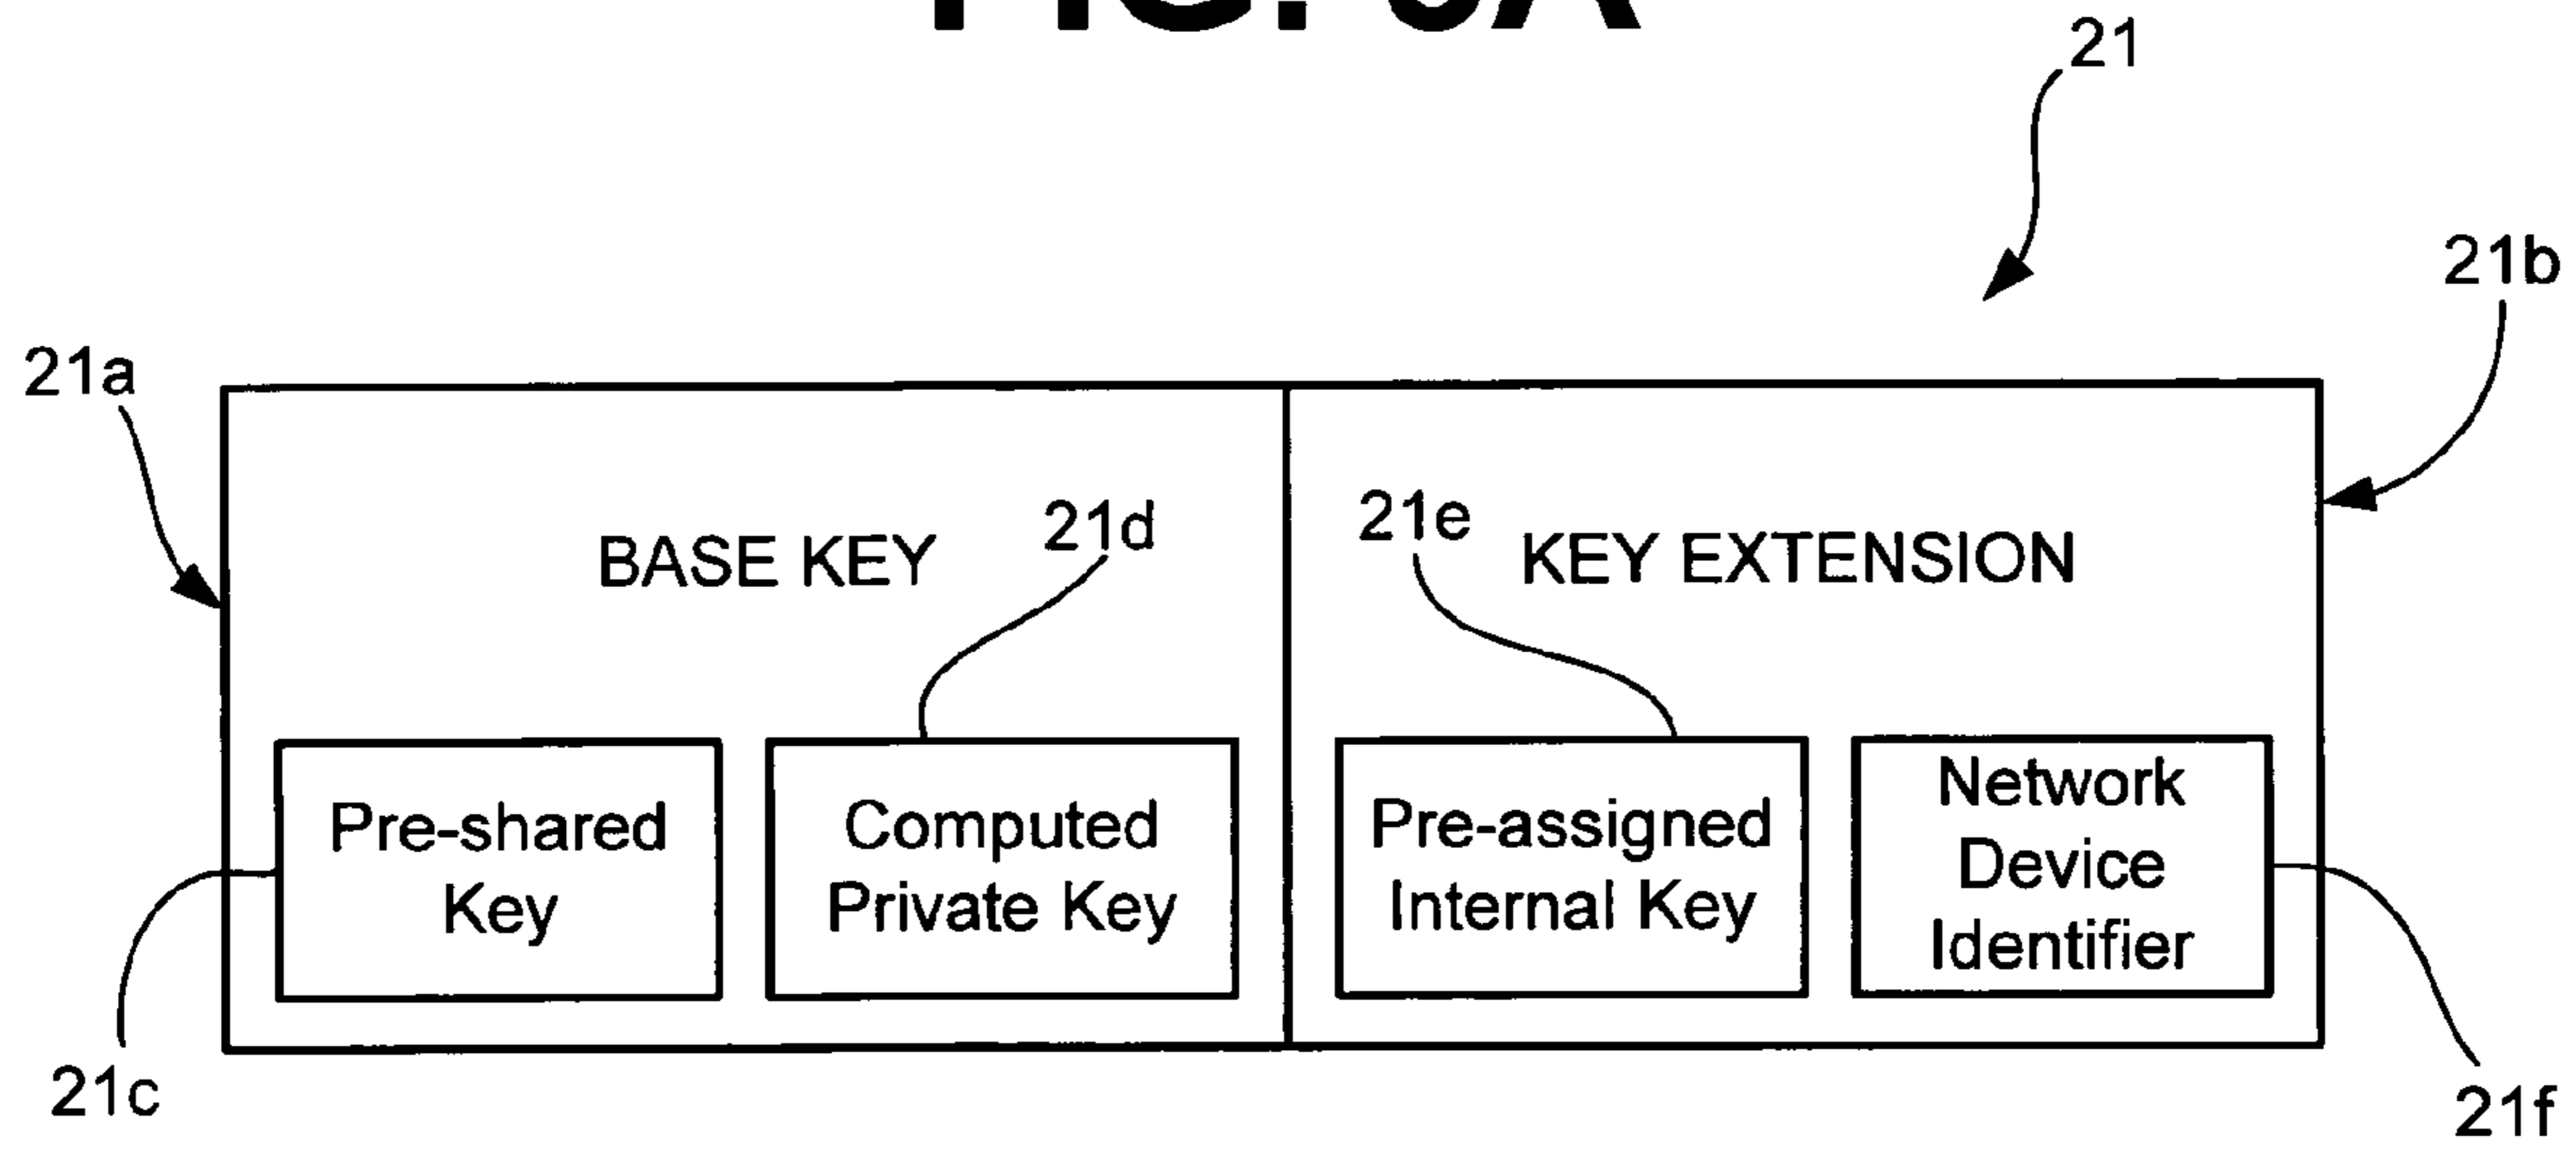 21
21b
21a
21d
21e
BASE KEY
KEY EXTENSION
Pre-shared
Key
Computed
Private Key
Pre-assigned
Internal Key
Network
Device
Identifier
21c
21f